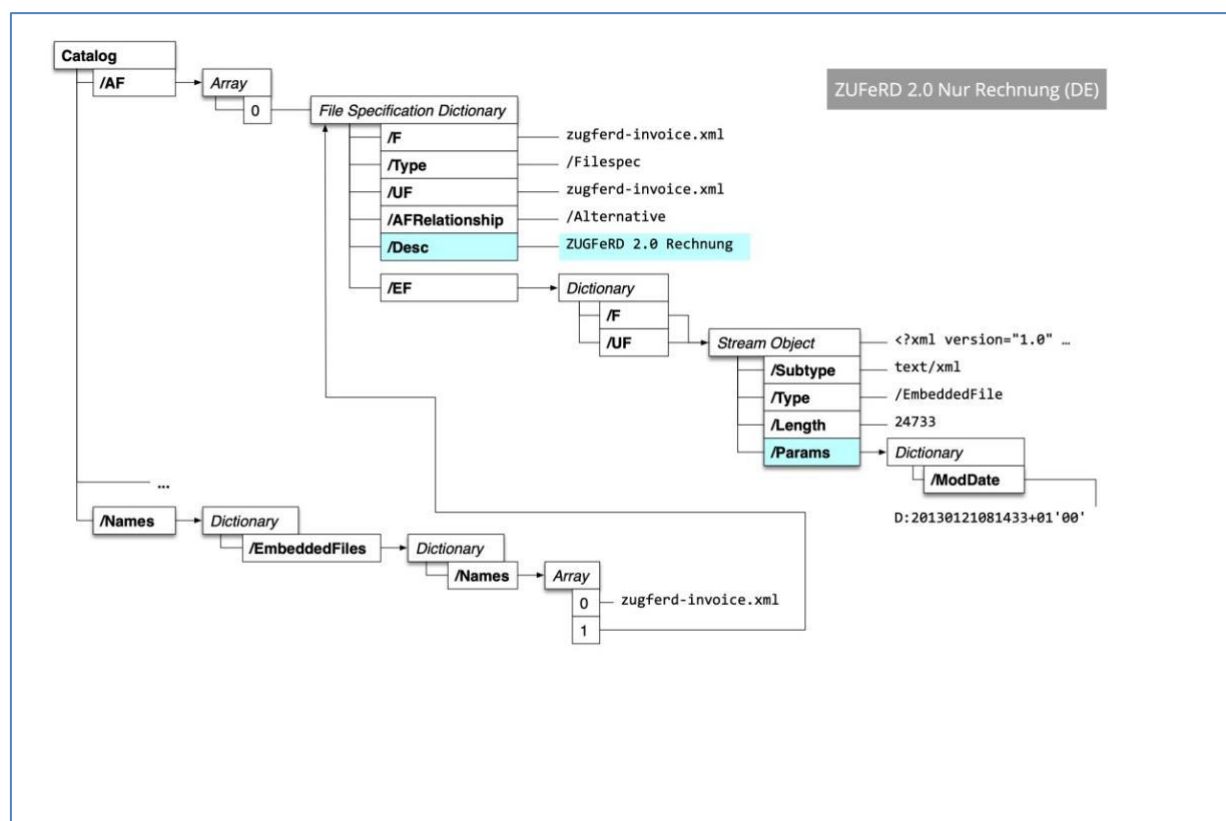 Catalog
/AF
Array
0
ZUFeRD 2.0 Nur Rechnung (DE)
File Specification Dictionary
/F zugferd-invoice.xml
/Type /Filespec
/UF zugferd-invoice.xml
/AFRelationship /Alternative
/Desc ZUGFeRD 2.0 Rechnung
/EF
Dictionary
/F
/UF
Stream Object <?xml version="1.0" …
/Subtype text/xml
/Type /EmbeddedFile
/Length 24733
/Params
Dictionary
/ModDate
D:20130121081433+01'00'
...
/Names
Dictionary
/EmbeddedFiles
Dictionary
/Names
Array
0 zugferd-invoice.xml
1